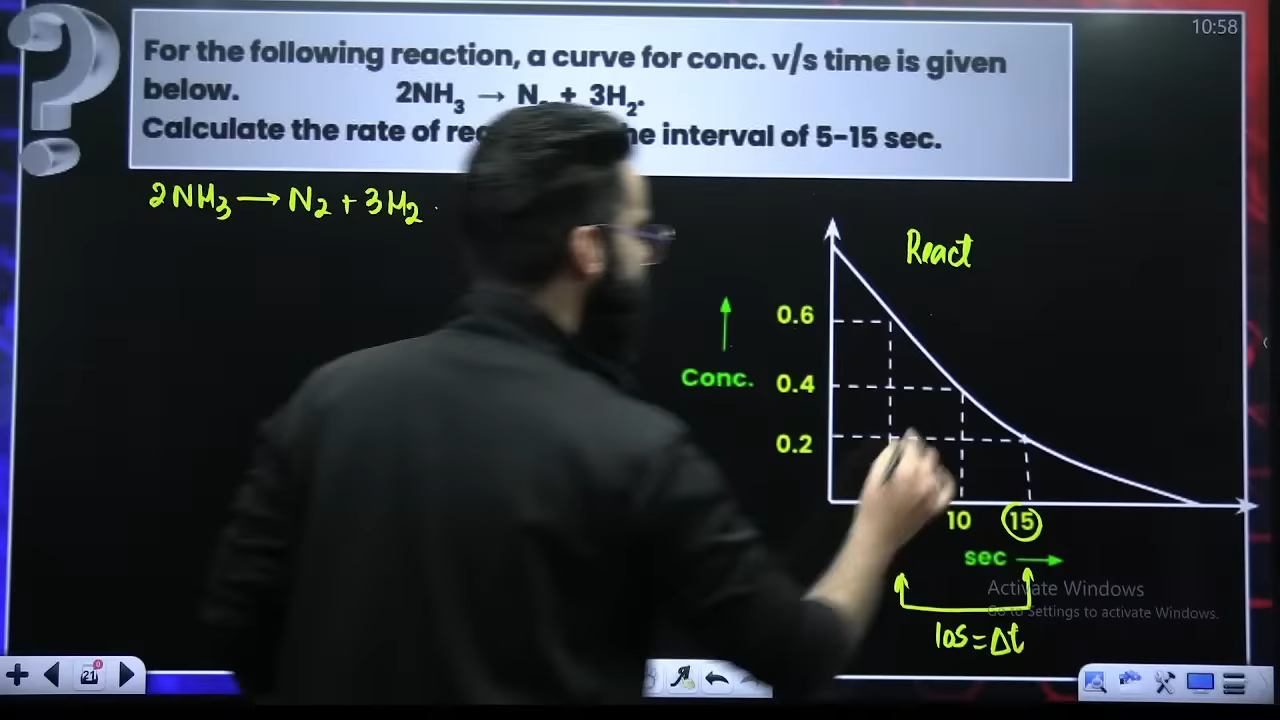 10:58
For the following reaction, a curve for conc. v/s time is given
below. 2NH₃ → N + 3H₂.
Calculate the rate of interval of 5-15 sec.
2NH₃ → N₂ + 3H₂
React
0.6
Conc. 0.4
0.2
10 15
sec →
Activate Windows
Go to Settings to activate Windows.
10s = Δt
21